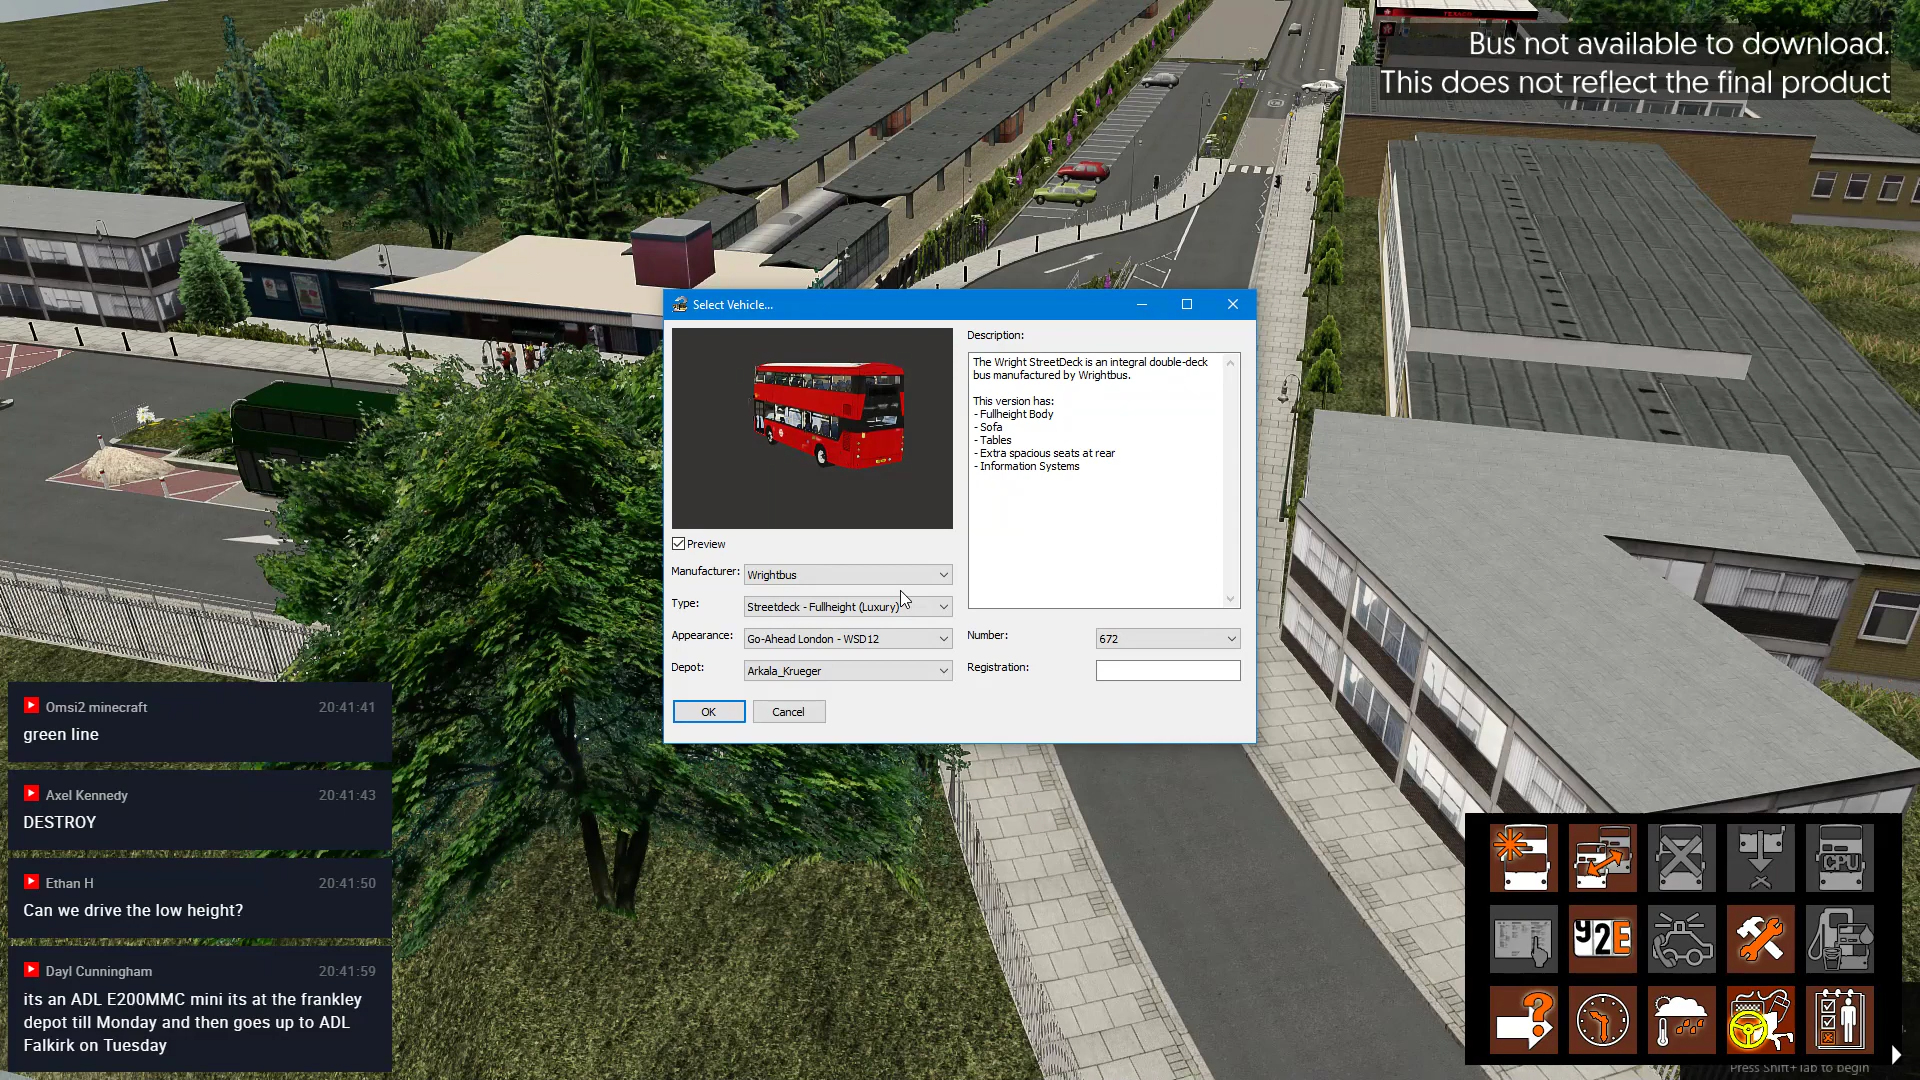 Bus not available to download.
This does not reflect the final product
TEXACO
Select Vehicle...
Description:
The Wright StreetDeck is an integral double-deck
bus manufactured by Wrightbus.
This version has:
- Fullheight Body
- Sofa
- Tables
- Extra spacious seats at rear
- Information Systems
Preview
Manufacturer: Wrightbus
Type: Streetdeck - Fullheight (Luxury)
Appearance: Go-Ahead London - WSD12
Number: 672
Depot: Arkala_Krueger
Registration:
OK
Cancel
Omsi2 minecraft 20:41:41
green line
Axel Kennedy 20:41:43
DESTROY
Ethan H 20:41:50
Can we drive the low height?
Dayl Cunningham 20:41:59
its an ADL E200MMC mini its at the frankley
depot till Monday and then goes up to ADL
Falkirk on Tuesday
CPU
92E
Press Shift+Tab to begin